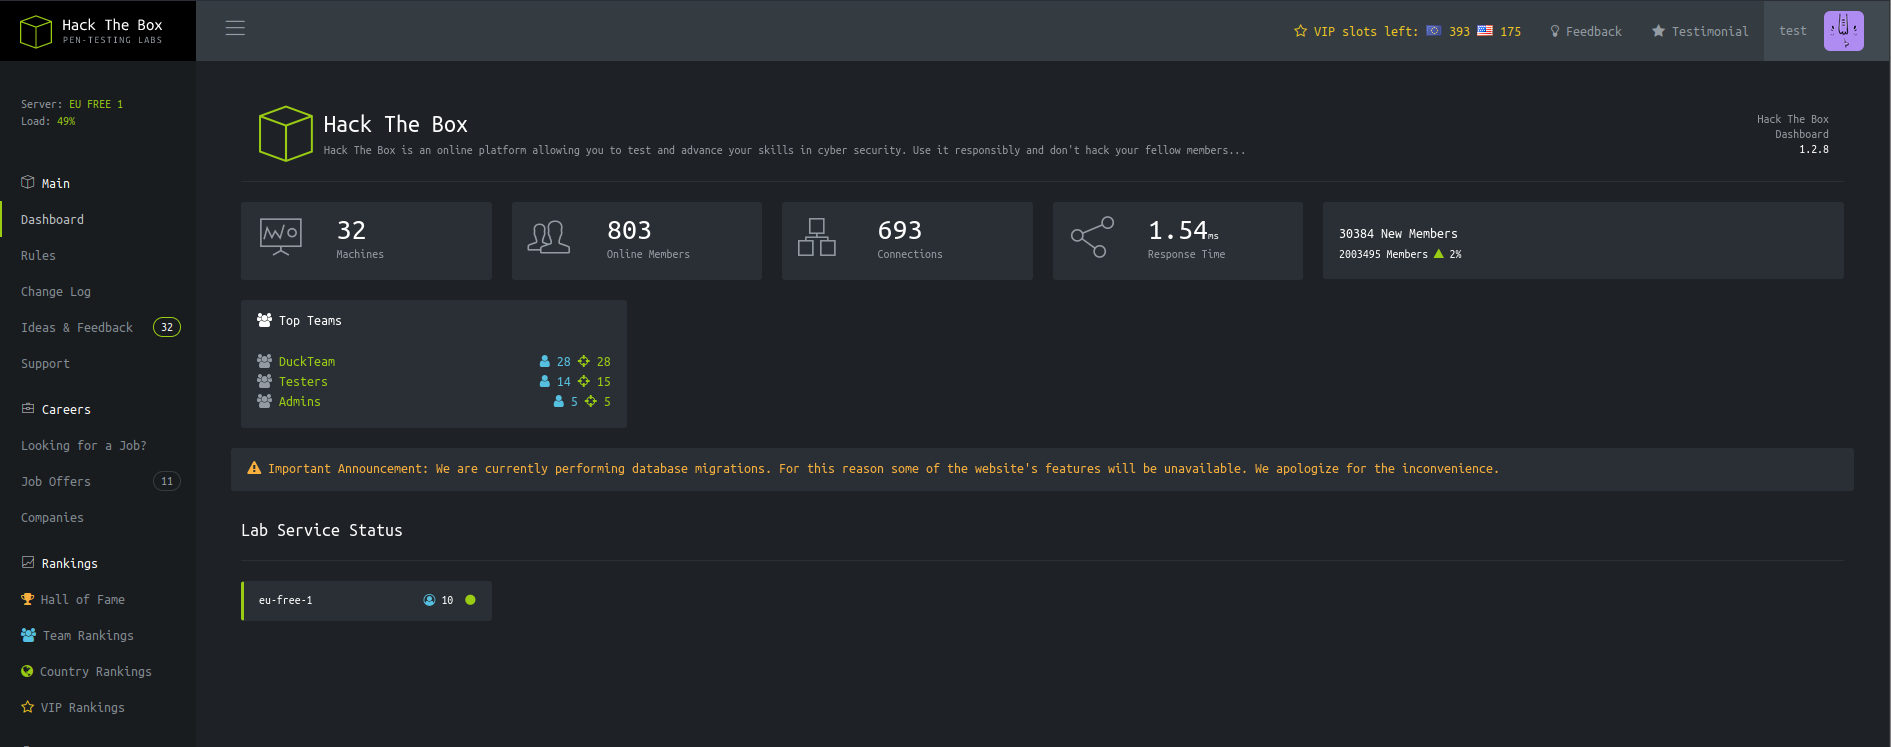 Hack The Box
PEN-TESTING LABS
VIP slots left: 393 175
Feedback
Testimonial
test
Server: EU FREE 1
Load: 49%
Main
Dashboard
Rules
Change Log
Ideas & Feedback 32
Support
Careers
Looking for a Job?
Job Offers 11
Companies
Rankings
Hall of Fame
Team Rankings
Country Rankings
VIP Rankings
Hack The Box
Hack The Box is an online platform allowing you to test and advance your skills in cyber security. Use it responsibly and don't hack your fellow members...
Hack The Box
Dashboard
1.2.8
32
Machines
803
Online Members
693
Connections
1.54ms
Response Time
30384 New Members
2003495 Members 2%
Top Teams
DuckTeam 28 28
Testers 14 15
Admins 5 5
Important Announcement: We are currently performing database migrations. For this reason some of the website's features will be unavailable. We apologize for the inconvenience.
Lab Service Status
eu-free-1 10